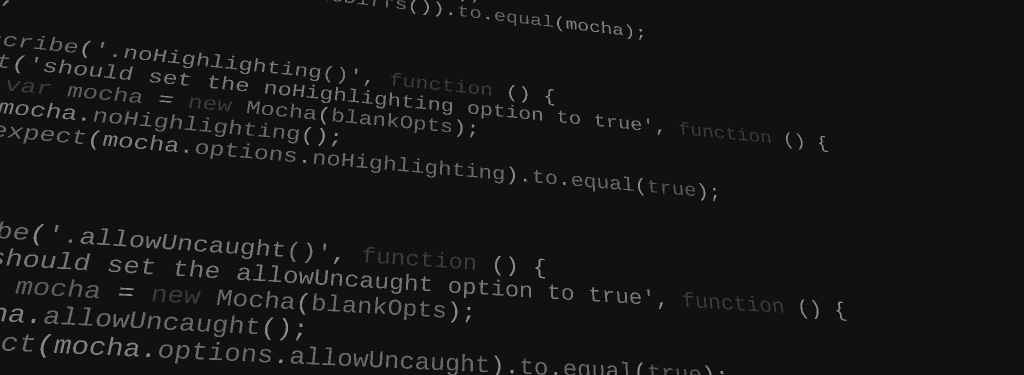 ()).to.equal(mocha);
cribe('.noHighlighting()', function () {
t('should set the noHighlighting option to true', function () {
var mocha = new Mocha(blankOpts);
mocha.noHighlighting();
expect(mocha.options.noHighlighting).to.equal(true);
be('.allowUncaught()', function () {
should set the allowUncaught option to true', function () {
mocha = new Mocha(blankOpts);
ha.allowUncaught();
ct(mocha.options.allowUncaught).to.equal(true);